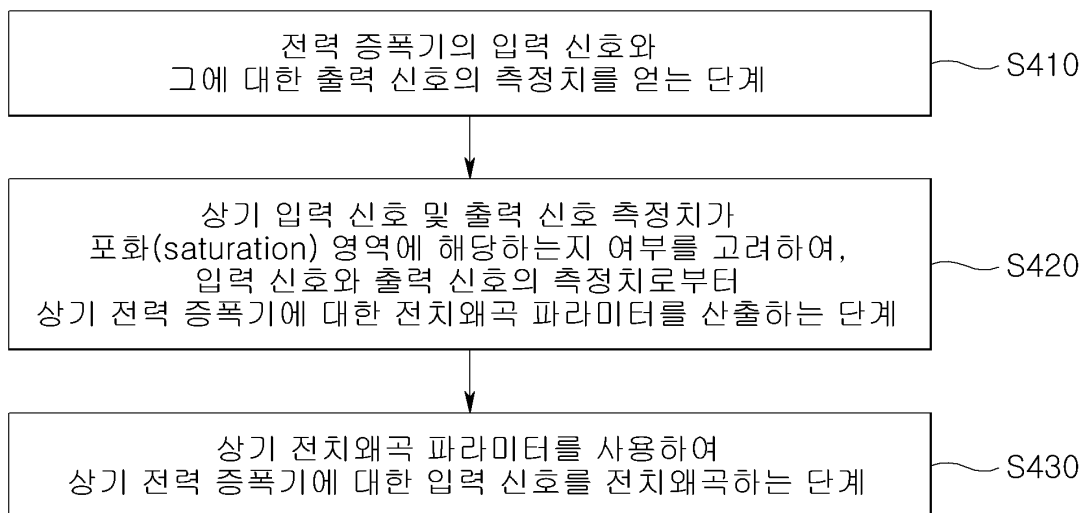 전력 증폭기의 입력 신호와
그에 대한 출력 신호의 측정치를 얻는 단계
S410
상기 입력 신호 및 출력 신호 측정치가
포화(saturation) 영역에 해당하는지 여부를 고려하여,
입력 신호와 출력 신호의 측정치로부터
상기 전력 증폭기에 대한 전치왜곡 파라미터를 산출하는 단계
S420
상기 전치왜곡 파라미터를 사용하여
상기 전력 증폭기에 대한 입력 신호를 전치왜곡하는 단계
S430